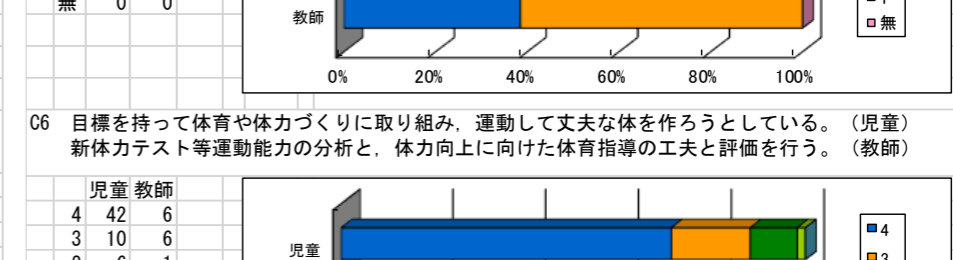 無 0 0
教師
無
0% 20% 40% 60% 80% 100%
C6 目標を持って体育や体力づくりに取り組み，運動して丈夫な体を作ろうとしている。（児童）
新体力テスト等運動能力の分析と，体力向上に向けた体育指導の工夫と評価を行う。（教師）
児童 教師
4 42 6
3 10 6
児童
4
3